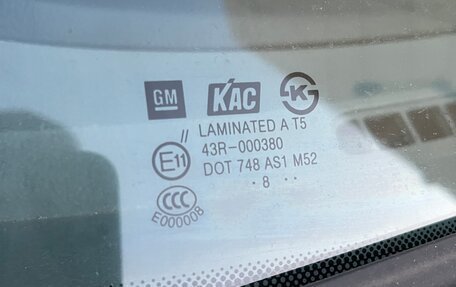 GM KAC K S
// LAMINATED A T5
E11 43R-000380
DOT 748 AS1 M52
· 8 · ·
CCC
E000008